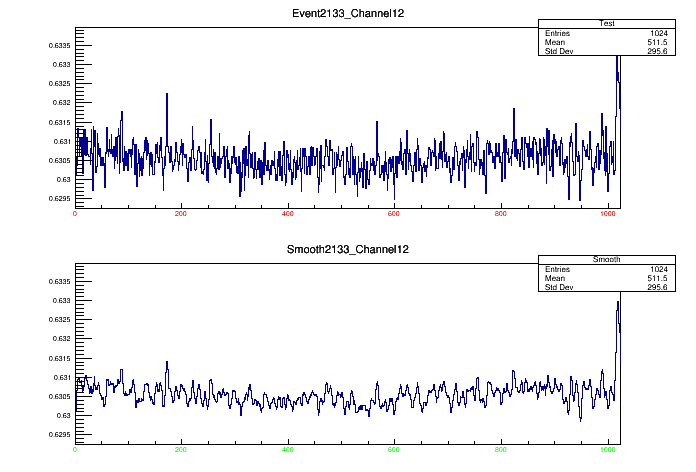 Event2133_Channel12
Test
Entries 1024
Mean 511.5
Std Dev 295.6
0.6335
0.633
0.6325
0.632
0.6315
0.631
0.6305
0.63
0.6295
0 200 400 600 800 1000
Smooth2133_Channel12
Smooth
Entries 1024
Mean 511.5
Std Dev 295.6
0.6335
0.633
0.6325
0.632
0.6315
0.631
0.6305
0.63
0.6295
0 200 400 600 800 1000